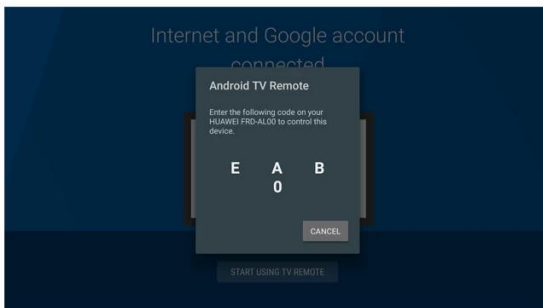 Internet and Google account
connected
Android TV Remote
Enter the following code on your
HUAWEI FRD-AL00 to control this
device.
E A B
0
CANCEL
START USING TV REMOTE